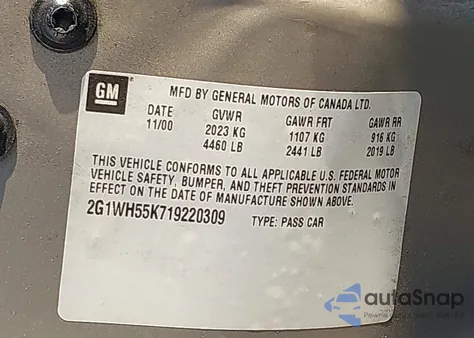 GM
MFD BY GENERAL MOTORS OF CANADA LTD.
DATE GVWR GAWR FRT GAWR RR
11/00 2023 KG 1107 KG 916 KG
4460 LB 2441 LB 2019 LB
THIS VEHICLE CONFORMS TO ALL APPLICABLE U.S. FEDERAL MOTOR
VEHICLE SAFETY, BUMPER, AND THEFT PREVENTION STANDARDS IN
EFFECT ON THE DATE OF MANUFACTURE SHOWN ABOVE.
2G1WH55K719220309 TYPE: PASS CAR
autoSnap